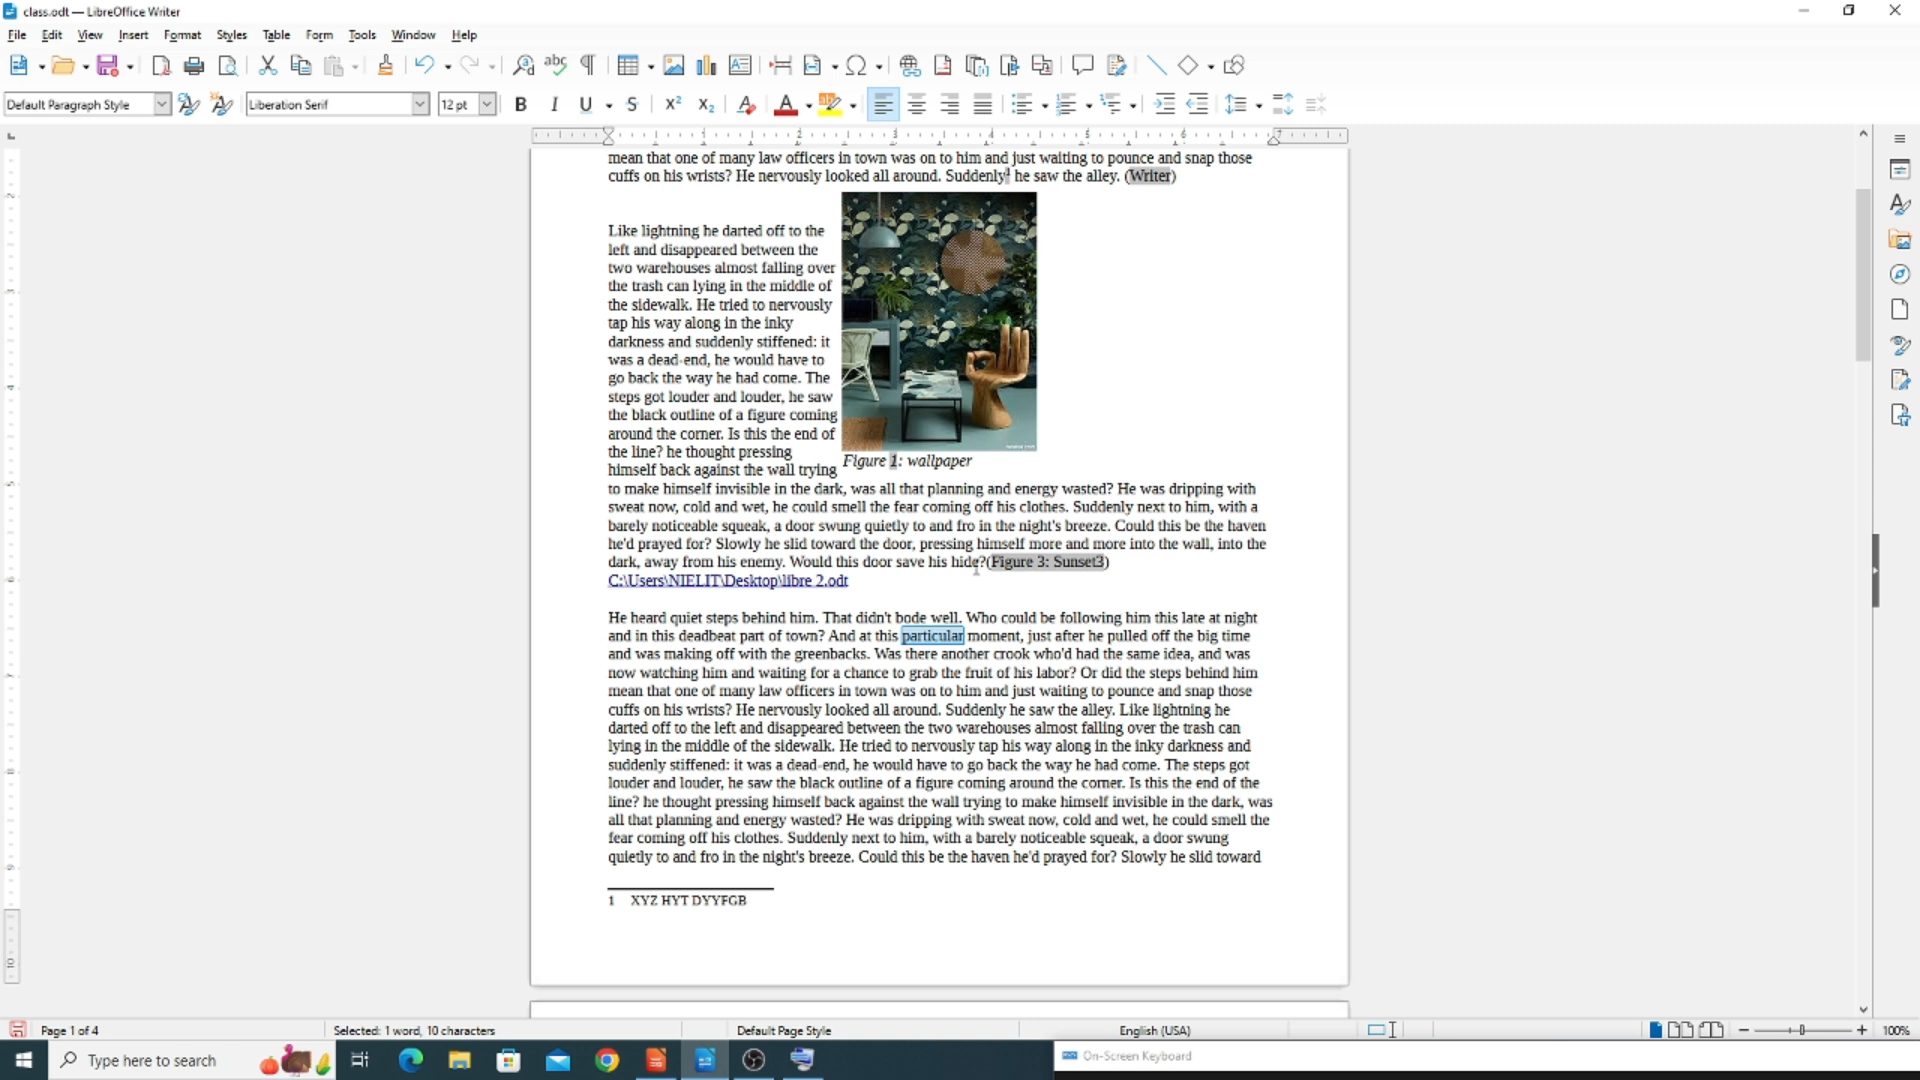 class.odt — LibreOffice Writer
File Edit View Insert Format Styles Table Form Tools Window Help
Default Paragraph Style Liberation Serif 12 pt
mean that one of many law officers in town was on to him and just waiting to pounce and snap those
cuffs on his wrists? He nervously looked all around. Suddenly1 he saw the alley. (Writer)
Like lightning he darted off to the
left and disappeared between the
two warehouses almost falling over
the trash can lying in the middle of
the sidewalk. He tried to nervously
tap his way along in the inky
darkness and suddenly stiffened: it
was a dead-end, he would have to
go back the way he had come. The
steps got louder and louder, he saw
the black outline of a figure coming
around the corner. Is this the end of
the line? he thought pressing
himself back against the wall trying
Figure 1: wallpaper
to make himself invisible in the dark, was all that planning and energy wasted? He was dripping with
sweat now, cold and wet, he could smell the fear coming off his clothes. Suddenly next to him, with a
barely noticeable squeak, a door swung quietly to and fro in the night's breeze. Could this be the haven
he'd prayed for? Slowly he slid toward the door, pressing himself more and more into the wall, into the
dark, away from his enemy. Would this door save his hide?(Figure 3: Sunset3)
C:\Users\NIELIT\Desktop\libre 2.odt
He heard quiet steps behind him. That didn't bode well. Who could be following him this late at night
and in this deadbeat part of town? And at this particular moment, just after he pulled off the big time
and was making off with the greenbacks. Was there another crook who'd had the same idea, and was
now watching him and waiting for a chance to grab the fruit of his labor? Or did the steps behind him
mean that one of many law officers in town was on to him and just waiting to pounce and snap those
cuffs on his wrists? He nervously looked all around. Suddenly he saw the alley. Like lightning he
darted off to the left and disappeared between the two warehouses almost falling over the trash can
lying in the middle of the sidewalk. He tried to nervously tap his way along in the inky darkness and
suddenly stiffened: it was a dead-end, he would have to go back the way he had come. The steps got
louder and louder, he saw the black outline of a figure coming around the corner. Is this the end of the
line? he thought pressing himself back against the wall trying to make himself invisible in the dark, was
all that planning and energy wasted? He was dripping with sweat now, cold and wet, he could smell the
fear coming off his clothes. Suddenly next to him, with a barely noticeable squeak, a door swung
quietly to and fro in the night's breeze. Could this be the haven he'd prayed for? Slowly he slid toward
1 XYZ HYT DYYFGB
Page 1 of 4 Selected: 1 word, 10 characters Default Page Style English (USA) 100%
Type here to search On-Screen Keyboard